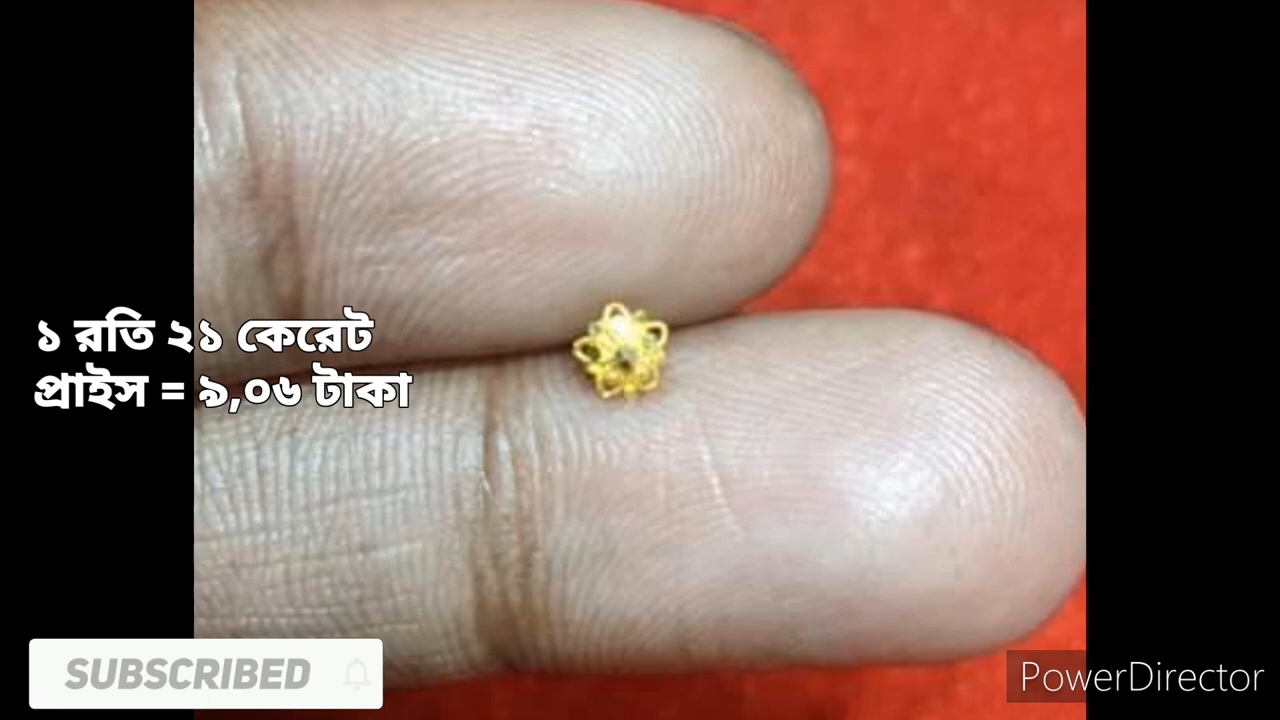 ১ রতি ২১ কেরেট
প্রাইস = ৯,০৬ টাকা
SUBSCRIBED
PowerDirector